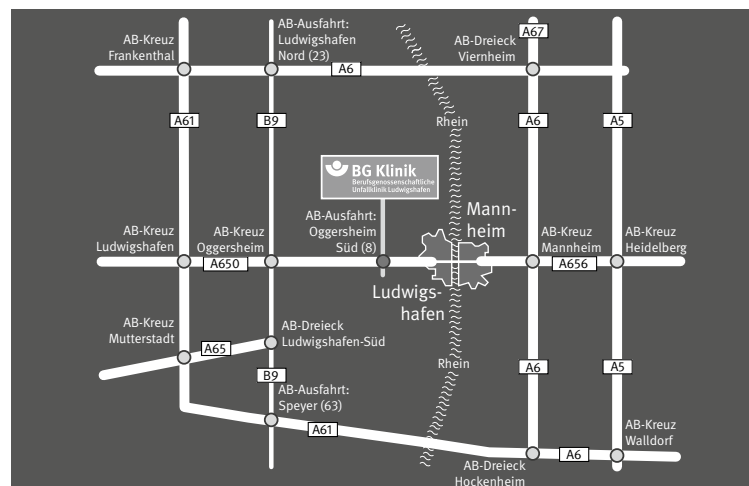 AB-Kreuz
Frankenthal
AB-Ausfahrt:
Ludwigshafen
Nord (23)
A6
AB-Dreieck
Viernheim
A67
A61
B9
Rhein
A6
A5
BG Klinik
Berufsgenossenschaftliche
Unfallklinik Ludwigshafen
AB-Kreuz
Ludwigshafen
A650
AB-Kreuz
Oggersheim
AB-Ausfahrt:
Oggersheim
Süd (8)
Mann-
heim
Ludwigs-
hafen
AB-Kreuz
Mannheim
A656
AB-Kreuz
Heidelberg
AB-Kreuz
Mutterstadt
A65
AB-Dreieck
Ludwigshafen-Süd
B9
Rhein
A6
A5
AB-Ausfahrt:
Speyer (63)
A61
AB-Dreieck
Hockenheim
A6
AB-Kreuz
Walldorf